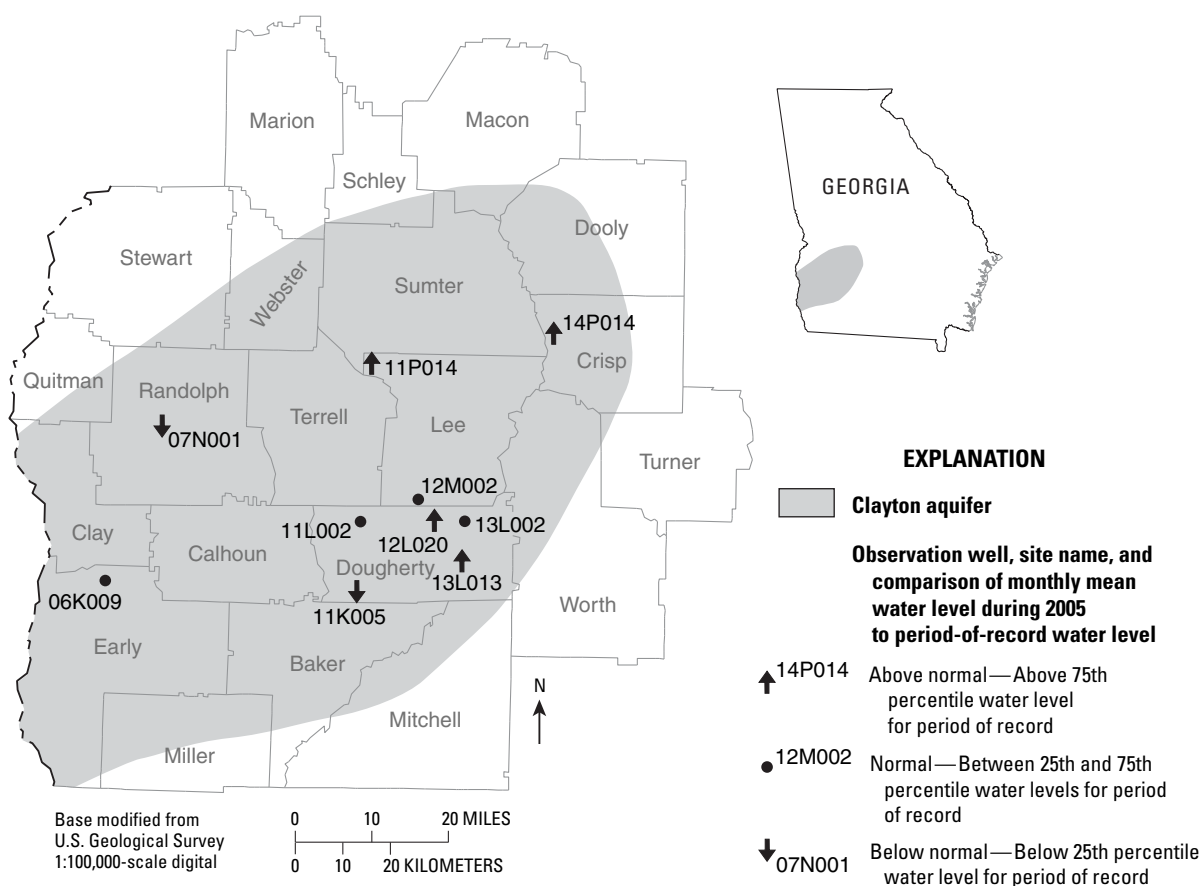 Marion
Macon
Schley
GEORGIA
Dooly
Stewart
Webster
Sumter
14P014
11P014
Crisp
Quitman
Randolph
Terrell
Lee
07N001
Turner
12M002
11L002
13L002
Clay
Calhoun
12L020
Dougherty
13L013
06K009
11K005
Worth
Early
Baker
Mitchell
Miller
N
EXPLANATION
Clayton aquifer
Observation well, site name, and
comparison of monthly mean
water level during 2005
to period-of-record water level
14P014 Above normal—Above 75th
percentile water level
for period of record
12M002 Normal—Between 25th and 75th
percentile water levels for period
of record
07N001 Below normal—Below 25th percentile
water level for period of record
Base modified from
U.S. Geological Survey
1:100,000-scale digital
0 10 20 MILES
0 10 20 KILOMETERS